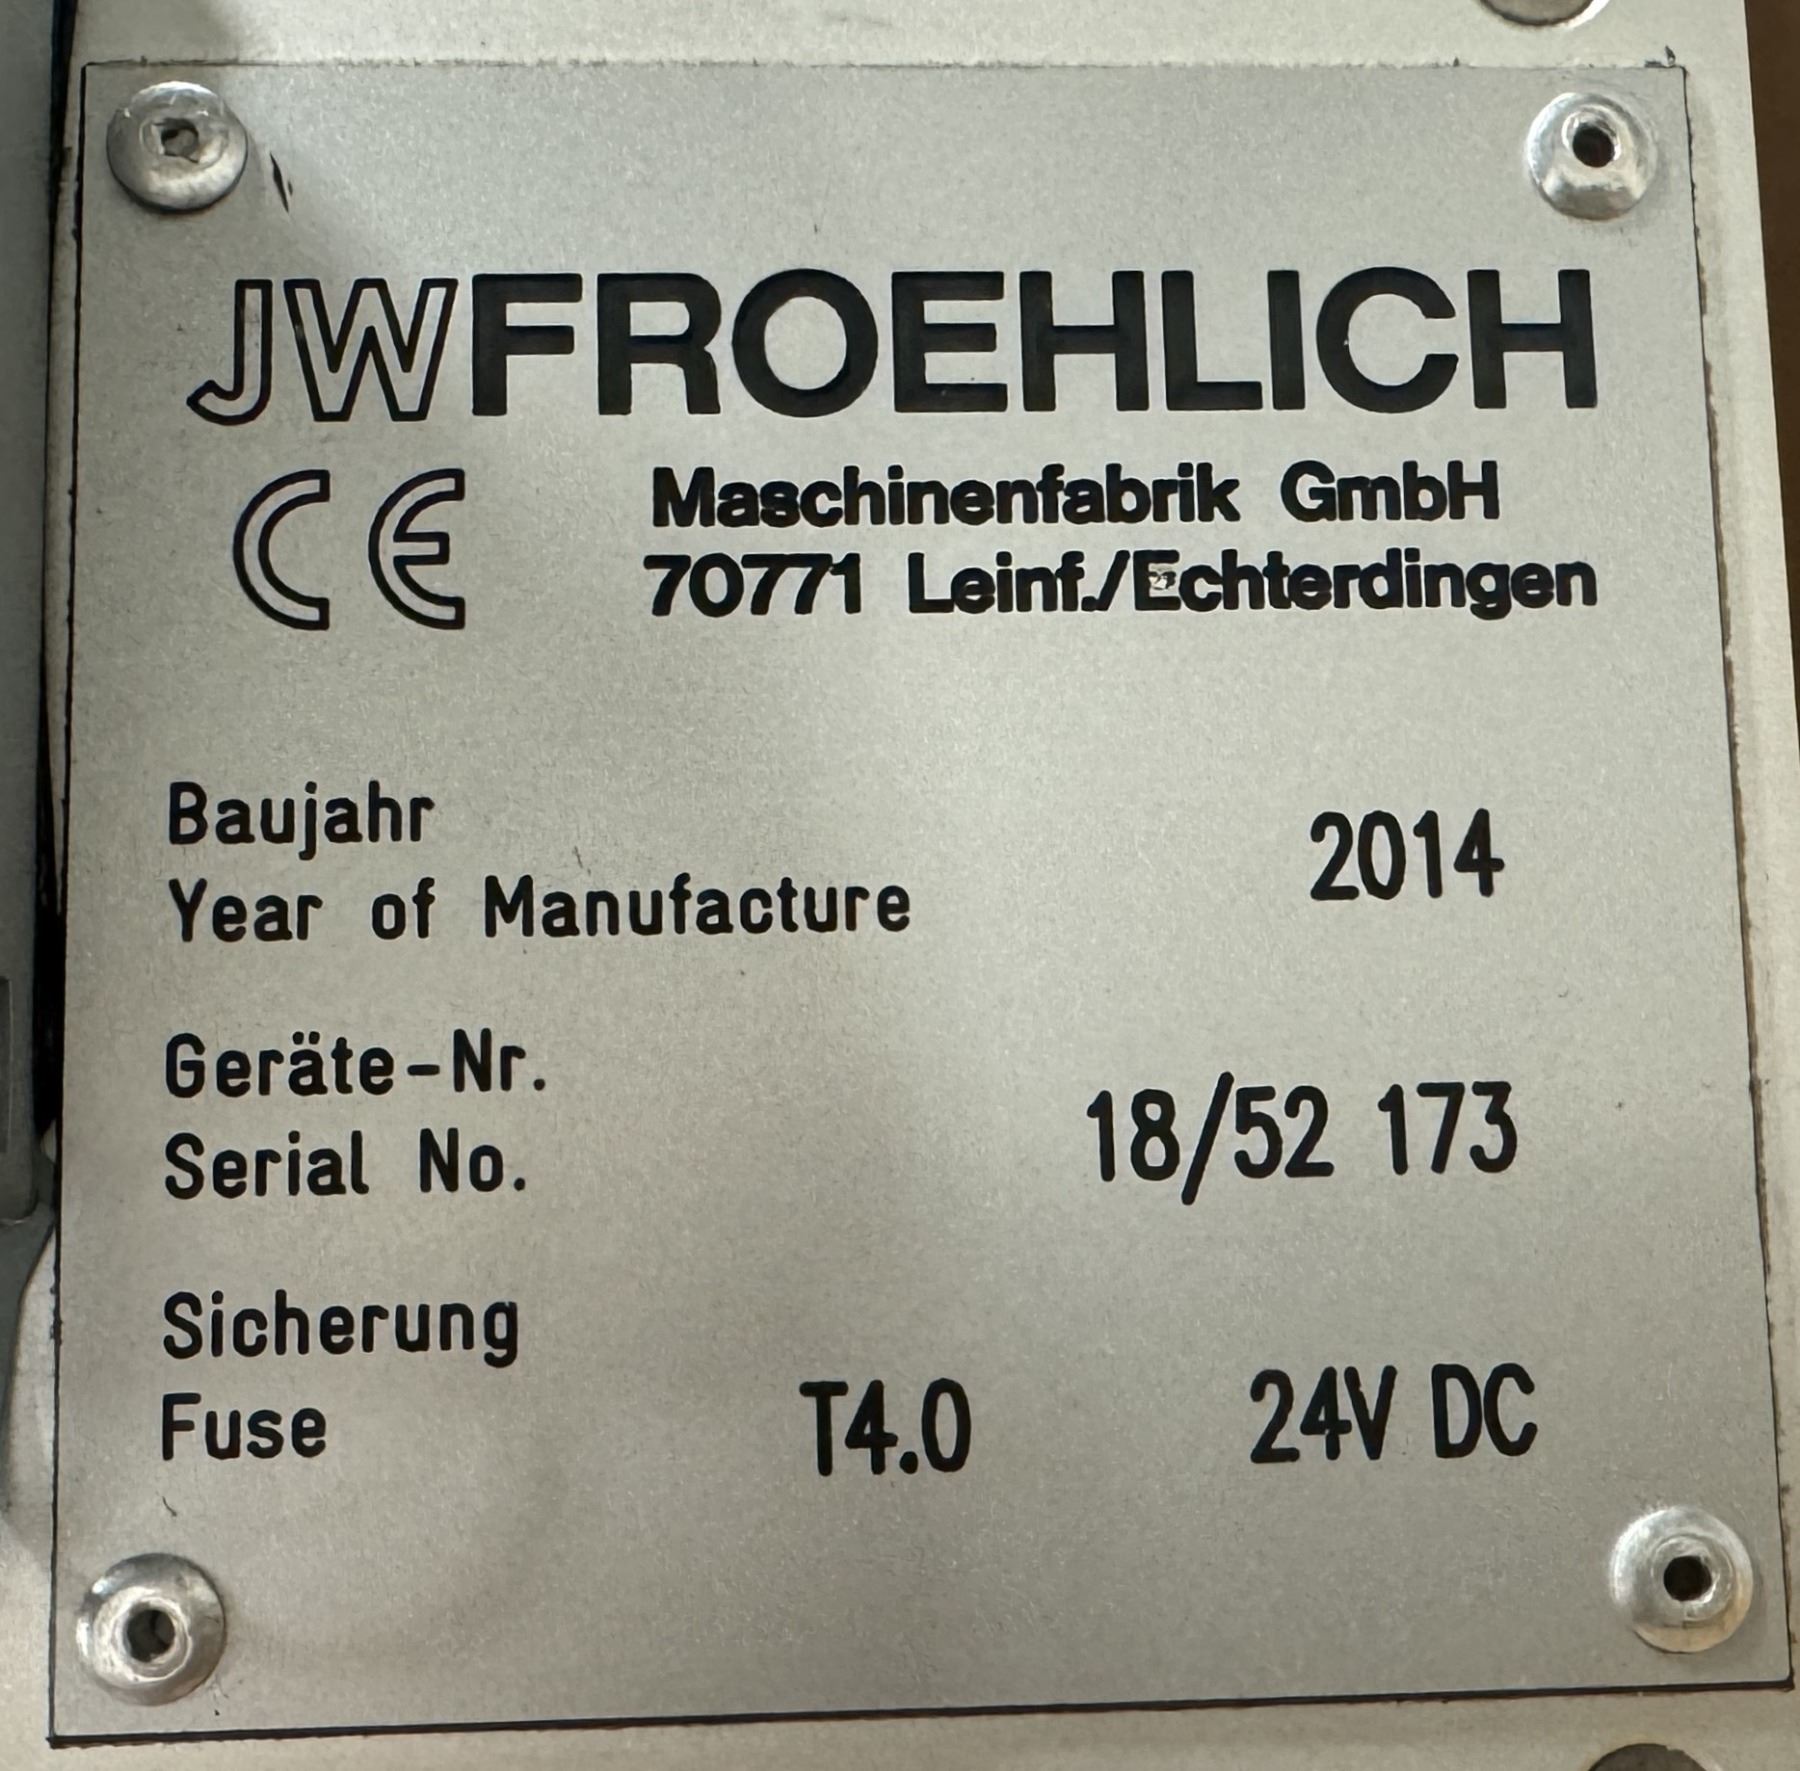 JWFROEHLICH
CE
Maschinenfabrik GmbH
70771 Leinf./Echterdingen
Baujahr
Year of Manufacture 2014
Geräte-Nr.
Serial No. 18/52 173
Sicherung
Fuse T4.0 24V DC